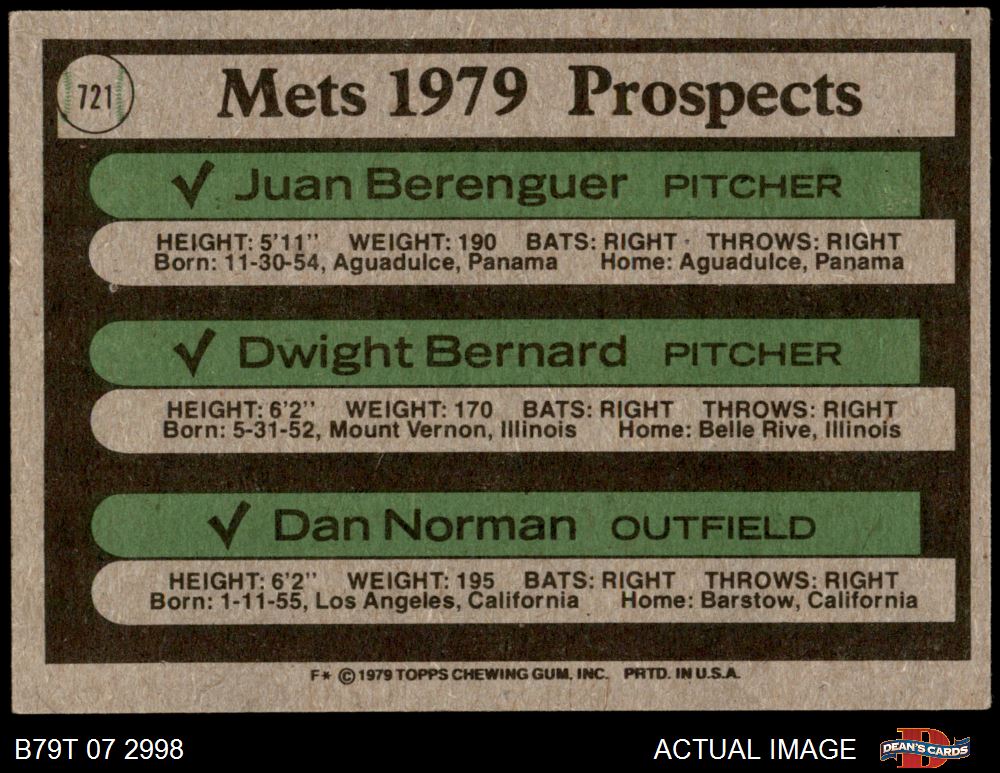 721
Mets 1979 Prospects
✓ Juan Berenguer PITCHER
HEIGHT: 5'11" WEIGHT: 190 BATS: RIGHT THROWS: RIGHT
Born: 11-30-54, Aguadulce, Panama Home: Aguadulce, Panama
✓ Dwight Bernard PITCHER
HEIGHT: 6'2" WEIGHT: 170 BATS: RIGHT THROWS: RIGHT
Born: 5-31-52, Mount Vernon, Illinois Home: Belle Rive, Illinois
✓ Dan Norman OUTFIELD
HEIGHT: 6'2" WEIGHT: 195 BATS: RIGHT THROWS: RIGHT
Born: 1-11-55, Los Angeles, California Home: Barstow, California
F* © 1979 TOPPS CHEWING GUM, INC. PRTD. IN U.S.A.
B79T 07 2998 ACTUAL IMAGE DEAN'S CARDS